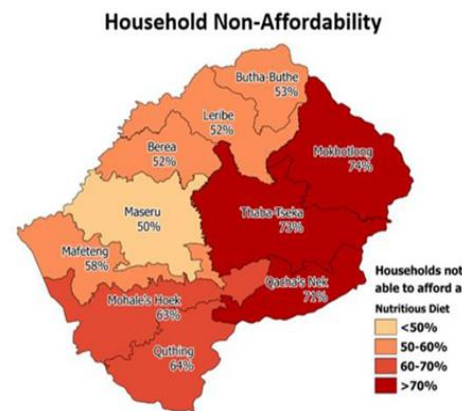 Household Non-Affordability
Butha-Buthe
53%
Leribe
52%
Berea
52%
Mokhotlong
74%
Maseru
50%
Thaba-Tseka
73%
Mafeteng
58%
Qacha's Nek
71%
Mohale's Hoek
63%
Quthing
64%
Households not
able to afford a
Nutritious Diet
<50%
50-60%
60-70%
>70%